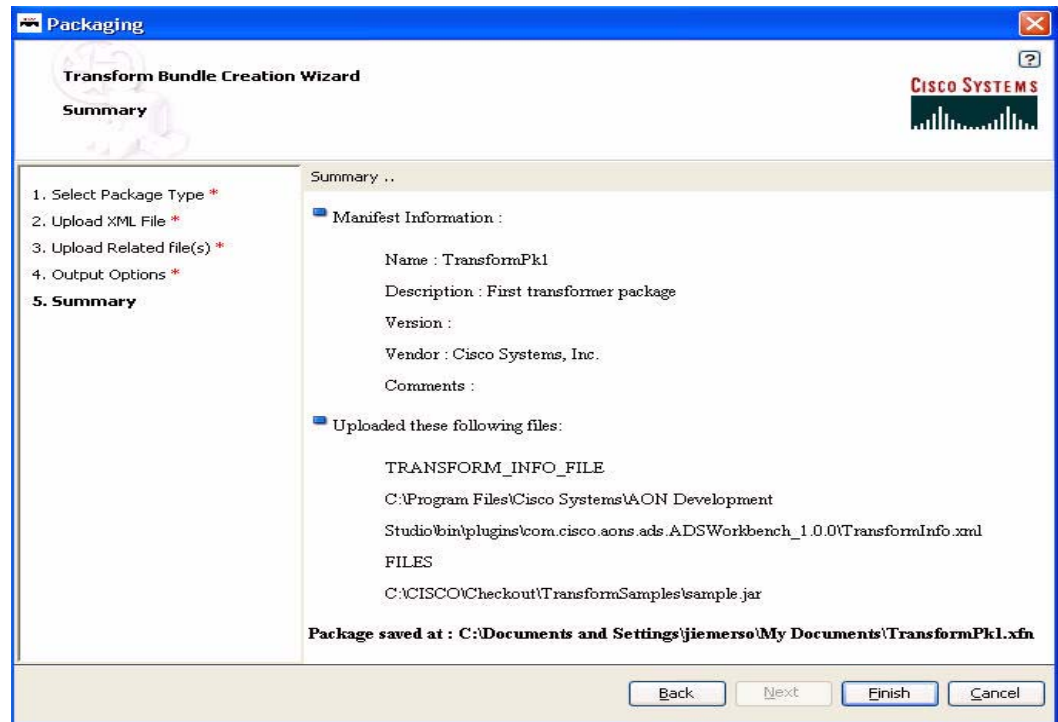 Packaging
Transform Bundle Creation Wizard
Summary
?
CISCO SYSTEMS
1. Select Package Type *
2. Upload XML File *
3. Upload Related file(s) *
4. Output Options *
5. Summary
Summary ..
Manifest Information :
Name : TransformPk1
Description : First transformer package
Version :
Vendor : Cisco Systems, Inc.
Comments :
Uploaded these following files:
TRANSFORM_INFO_FILE
C:\Program Files\Cisco Systems\AON Development
Studio\bin\plugins\com.cisco.aons.ads.ADSWorkbench_1.0.0\TransformInfo.xml
FILES
C:\CISCO\Checkout\TransformSamples\sample.jar
Package saved at : C:\Documents and Settings\jiemerso\My Documents\TransformPk1.xfn
Back
Next
Finish
Cancel